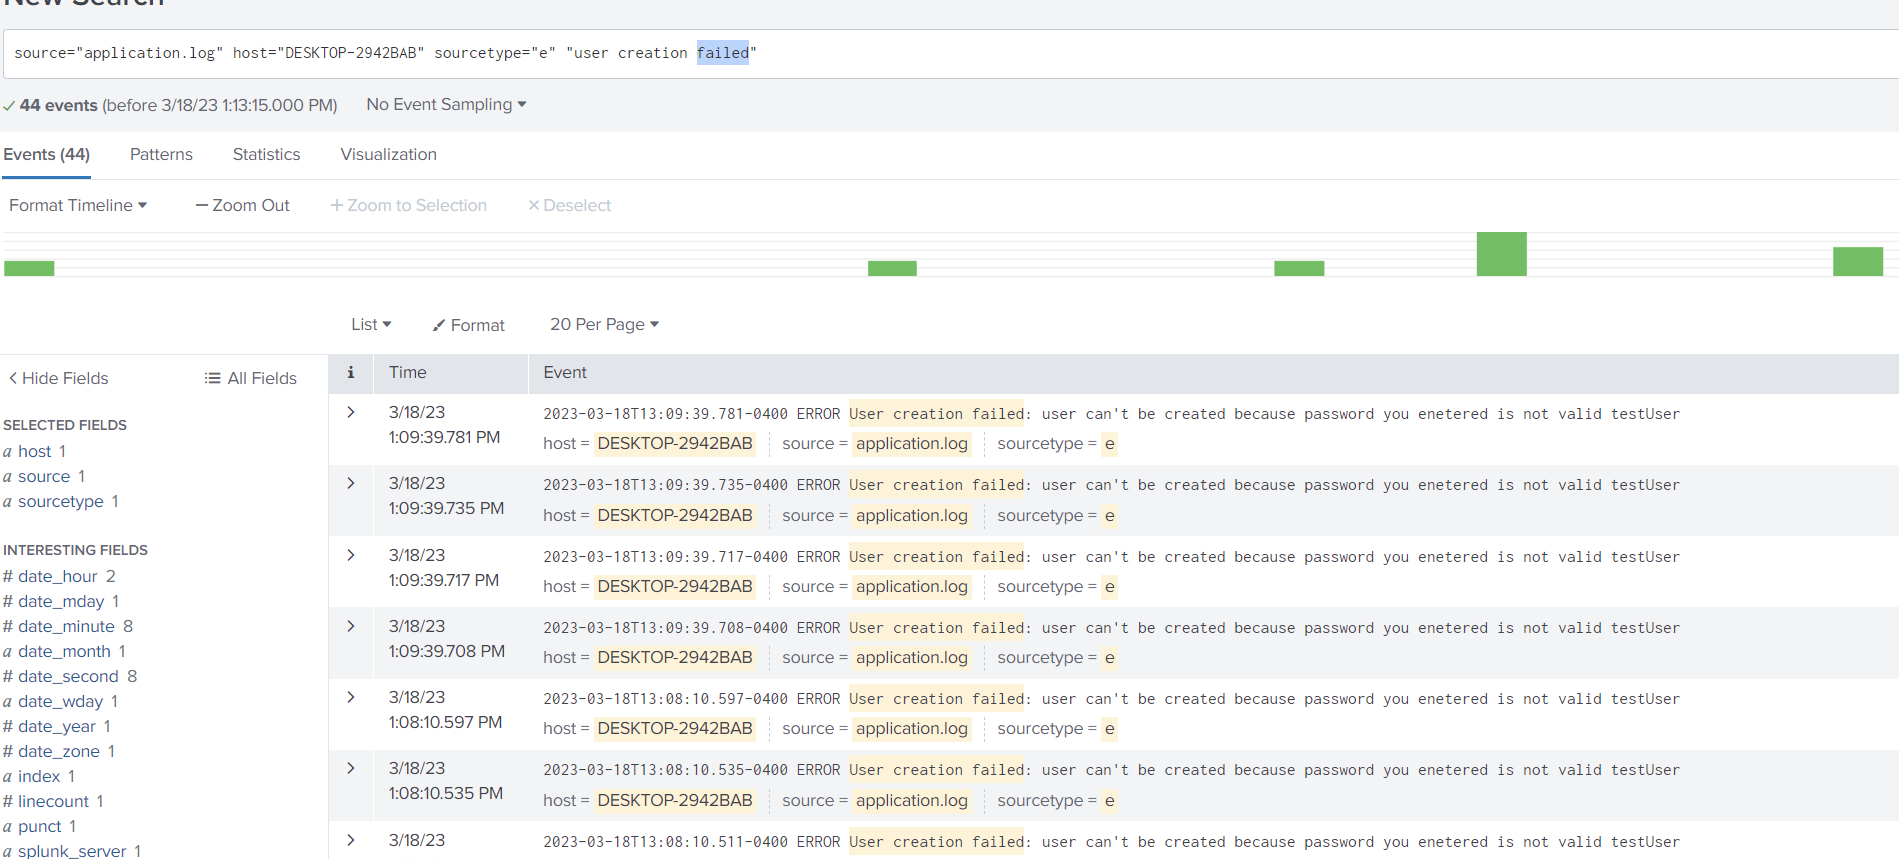 New Search
source="application.log" host="DESKTOP-2942BAB" sourcetype="e" "user creation failed"
44 events (before 3/18/23 1:13:15.000 PM) No Event Sampling
Events (44) Patterns Statistics Visualization
Format Timeline — Zoom Out + Zoom to Selection × Deselect
List Format 20 Per Page
< Hide Fields All Fields
i Time Event
SELECTED FIELDS
a host 1
a source 1
a sourcetype 1
INTERESTING FIELDS
# date_hour 2
# date_mday 1
# date_minute 8
a date_month 1
# date_second 8
a date_wday 1
# date_year 1
# date_zone 1
a index 1
# linecount 1
a punct 1
a splunk_server 1
> 3/18/23
1:09:39.781 PM
2023-03-18T13:09:39.781-0400 ERROR User creation failed: user can't be created because password you enetered is not valid testUser
host = DESKTOP-2942BAB source = application.log sourcetype = e
> 3/18/23
1:09:39.735 PM
2023-03-18T13:09:39.735-0400 ERROR User creation failed: user can't be created because password you enetered is not valid testUser
host = DESKTOP-2942BAB source = application.log sourcetype = e
> 3/18/23
1:09:39.717 PM
2023-03-18T13:09:39.717-0400 ERROR User creation failed: user can't be created because password you enetered is not valid testUser
host = DESKTOP-2942BAB source = application.log sourcetype = e
> 3/18/23
1:09:39.708 PM
2023-03-18T13:09:39.708-0400 ERROR User creation failed: user can't be created because password you enetered is not valid testUser
host = DESKTOP-2942BAB source = application.log sourcetype = e
> 3/18/23
1:08:10.597 PM
2023-03-18T13:08:10.597-0400 ERROR User creation failed: user can't be created because password you enetered is not valid testUser
host = DESKTOP-2942BAB source = application.log sourcetype = e
> 3/18/23
1:08:10.535 PM
2023-03-18T13:08:10.535-0400 ERROR User creation failed: user can't be created because password you enetered is not valid testUser
host = DESKTOP-2942BAB source = application.log sourcetype = e
> 3/18/23
2023-03-18T13:08:10.511-0400 ERROR User creation failed: user can't be created because password you enetered is not valid testUser